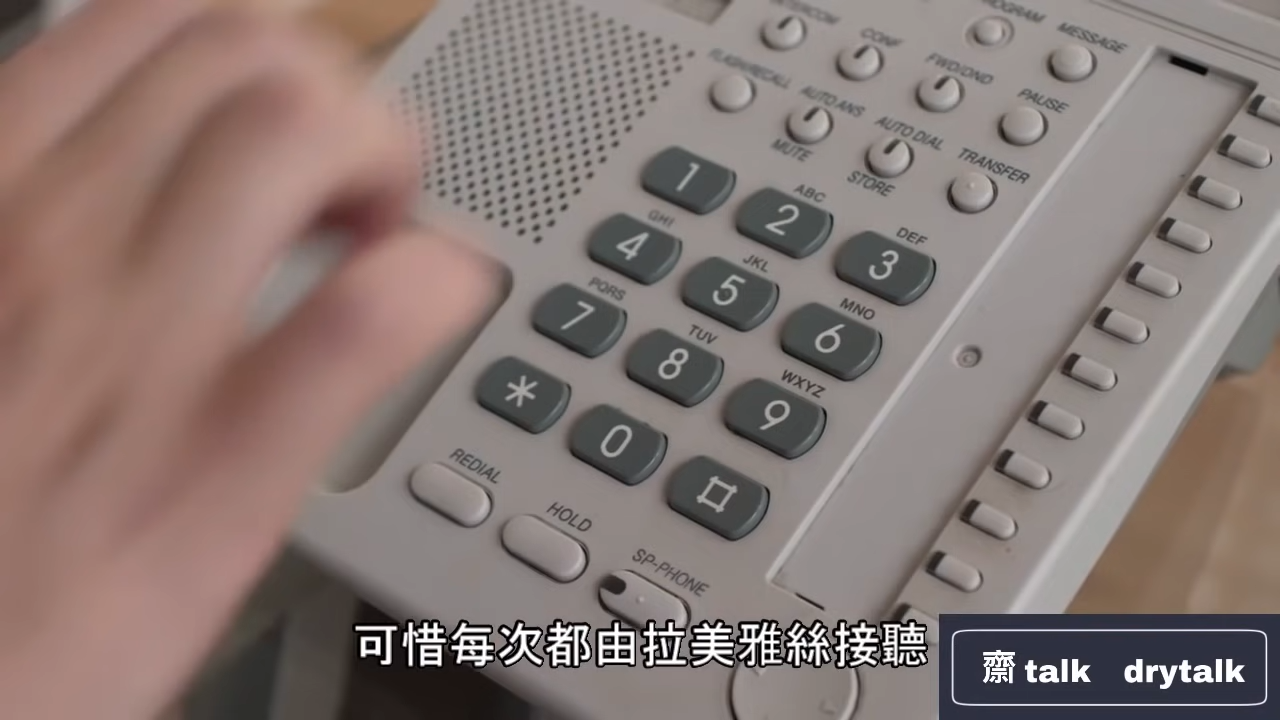 INTERCOM
CONF
PROGRAM
MESSAGE
FLASH/RECALL
AUTO ANS
FWD/DND
PAUSE
MUTE
AUTO DIAL
TRANSFER
STORE
1
ABC
2
DEF
3
GHI
4
JKL
5
MNO
6
PQRS
7
TUV
8
WXYZ
9
*
0
#
REDIAL
HOLD
SP-PHONE
可惜每次都由拉美雅絲接聽
齋 talk drytalk